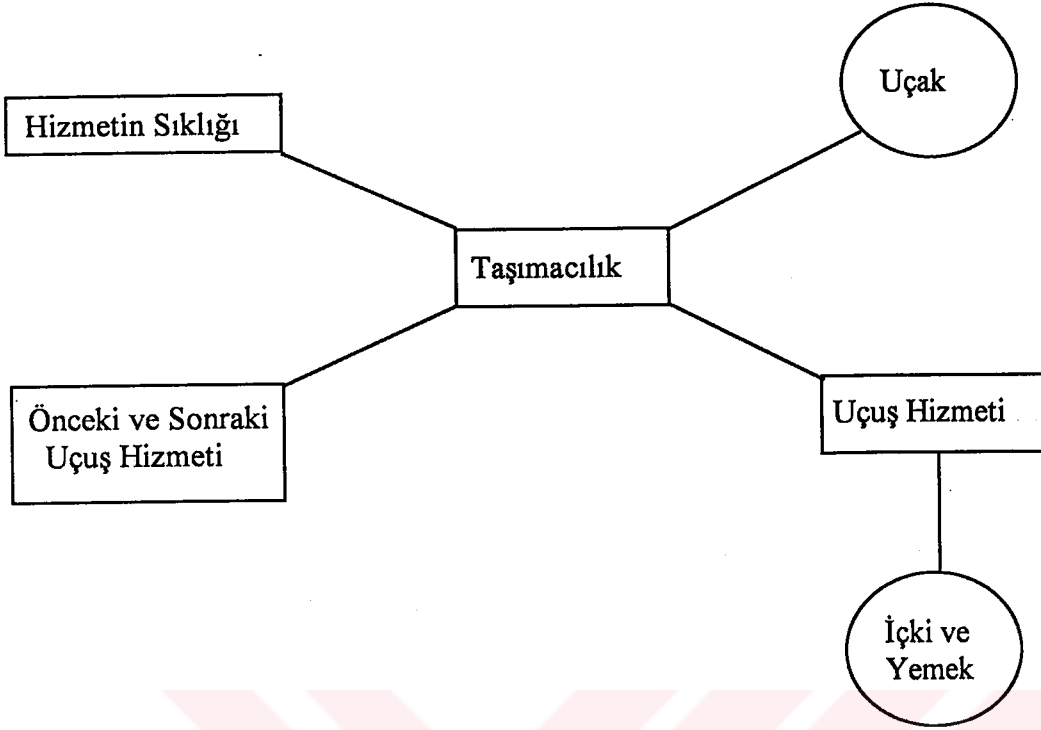 Uçak
Hizmetin Sıklığı
Taşımacılık
Önceki ve Sonraki
Uçuş Hizmeti
Uçuş Hizmeti
İçki ve
Yemek